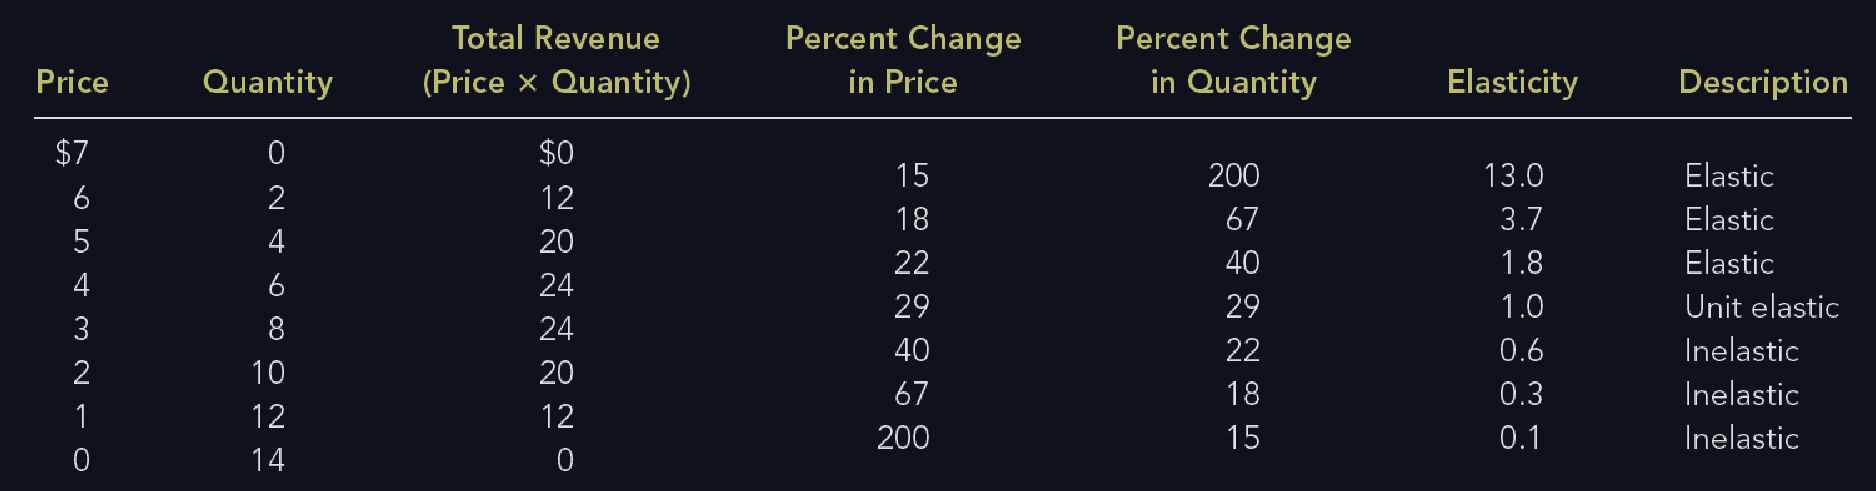 Total Revenue Percent Change Percent Change
Price Quantity (Price × Quantity) in Price in Quantity Elasticity Description
$7 0 $0
15 200 13.0 Elastic
6 2 12
18 67 3.7 Elastic
5 4 20
22 40 1.8 Elastic
4 6 24
29 29 1.0 Unit elastic
3 8 24
40 22 0.6 Inelastic
2 10 20
67 18 0.3 Inelastic
1 12 12
200 15 0.1 Inelastic
0 14 0